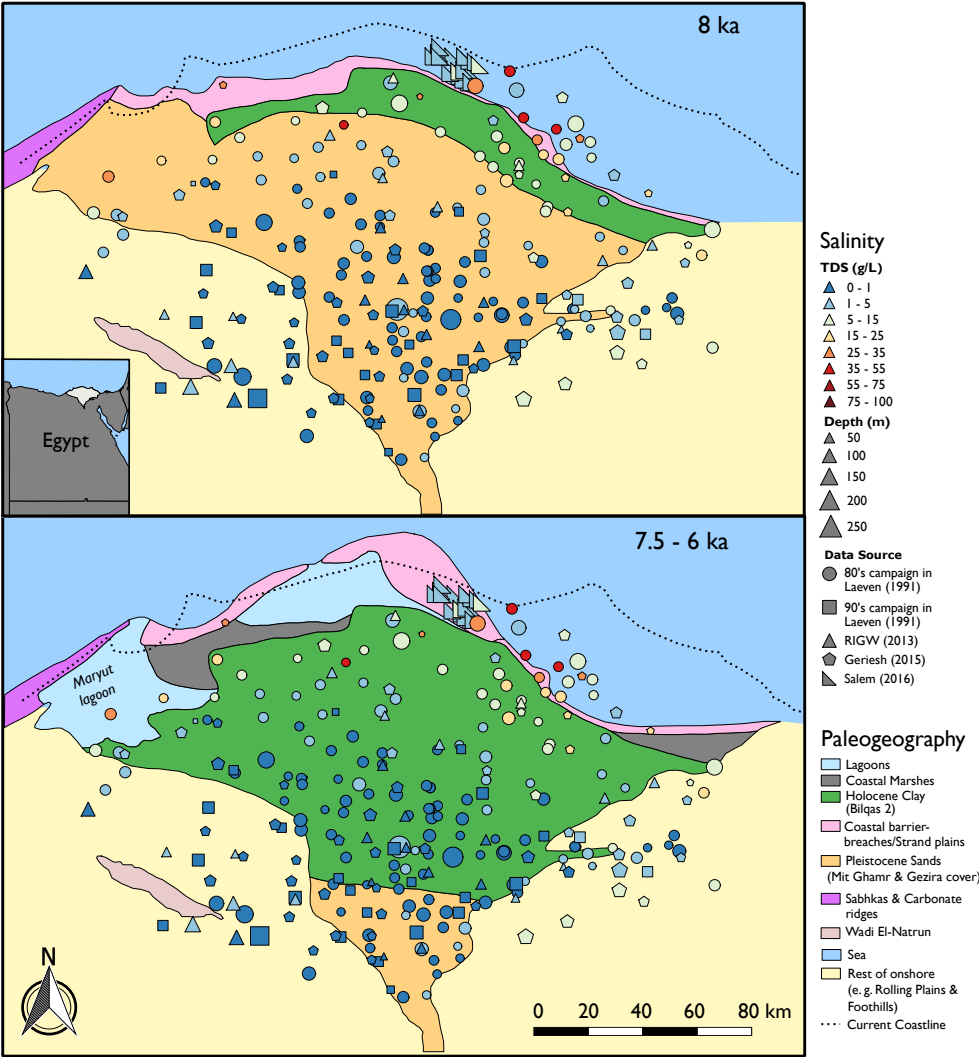 8 ka
Egypt
7.5 - 6 ka
Maryut
lagoon
N
0 20 40 60 80 km
Salinity
TDS (g/L)
0 - 1
1 - 5
5 - 15
15 - 25
25 - 35
35 - 55
55 - 75
75 - 100
Depth (m)
50
100
150
200
250
Data Source
80's campaign in
Laeven (1991)
90's campaign in
Laeven (1991)
RIGW (2013)
Geriesh (2015)
Salem (2016)
Paleogeography
Lagoons
Coastal Marshes
Holocene Clay
(Bilqas 2)
Coastal barrier-
breaches/Strand plains
Pleistocene Sands
(Mit Ghamr & Gezira cover)
Sabhkas & Carbonate
ridges
Wadi El-Natrun
Sea
Rest of onshore
(e. g. Rolling Plains &
Foothills)
Current Coastline